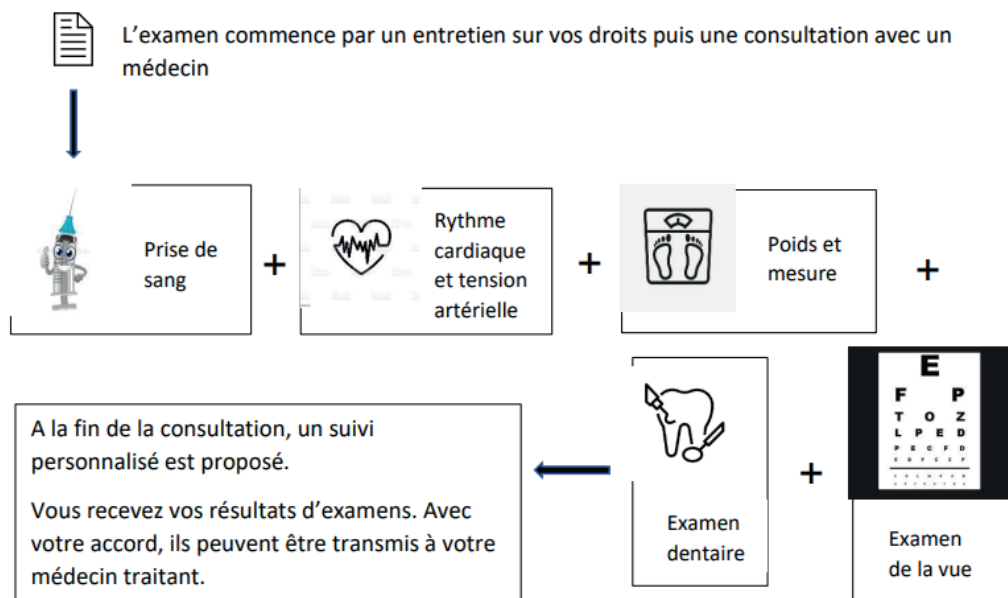 L’examen commence par un entretien sur vos droits puis une consultation avec un
médecin
Prise de
sang
+
Rythme
cardiaque
et tension
artérielle
+
Poids et
mesure
+
E
F P
T O Z
L P E D
P E C F D
E D F C Z P
Examen
de la vue
+
Examen
dentaire
A la fin de la consultation, un suivi
personnalisé est proposé.
Vous recevez vos résultats d’examens. Avec
votre accord, ils peuvent être transmis à votre
médecin traitant.